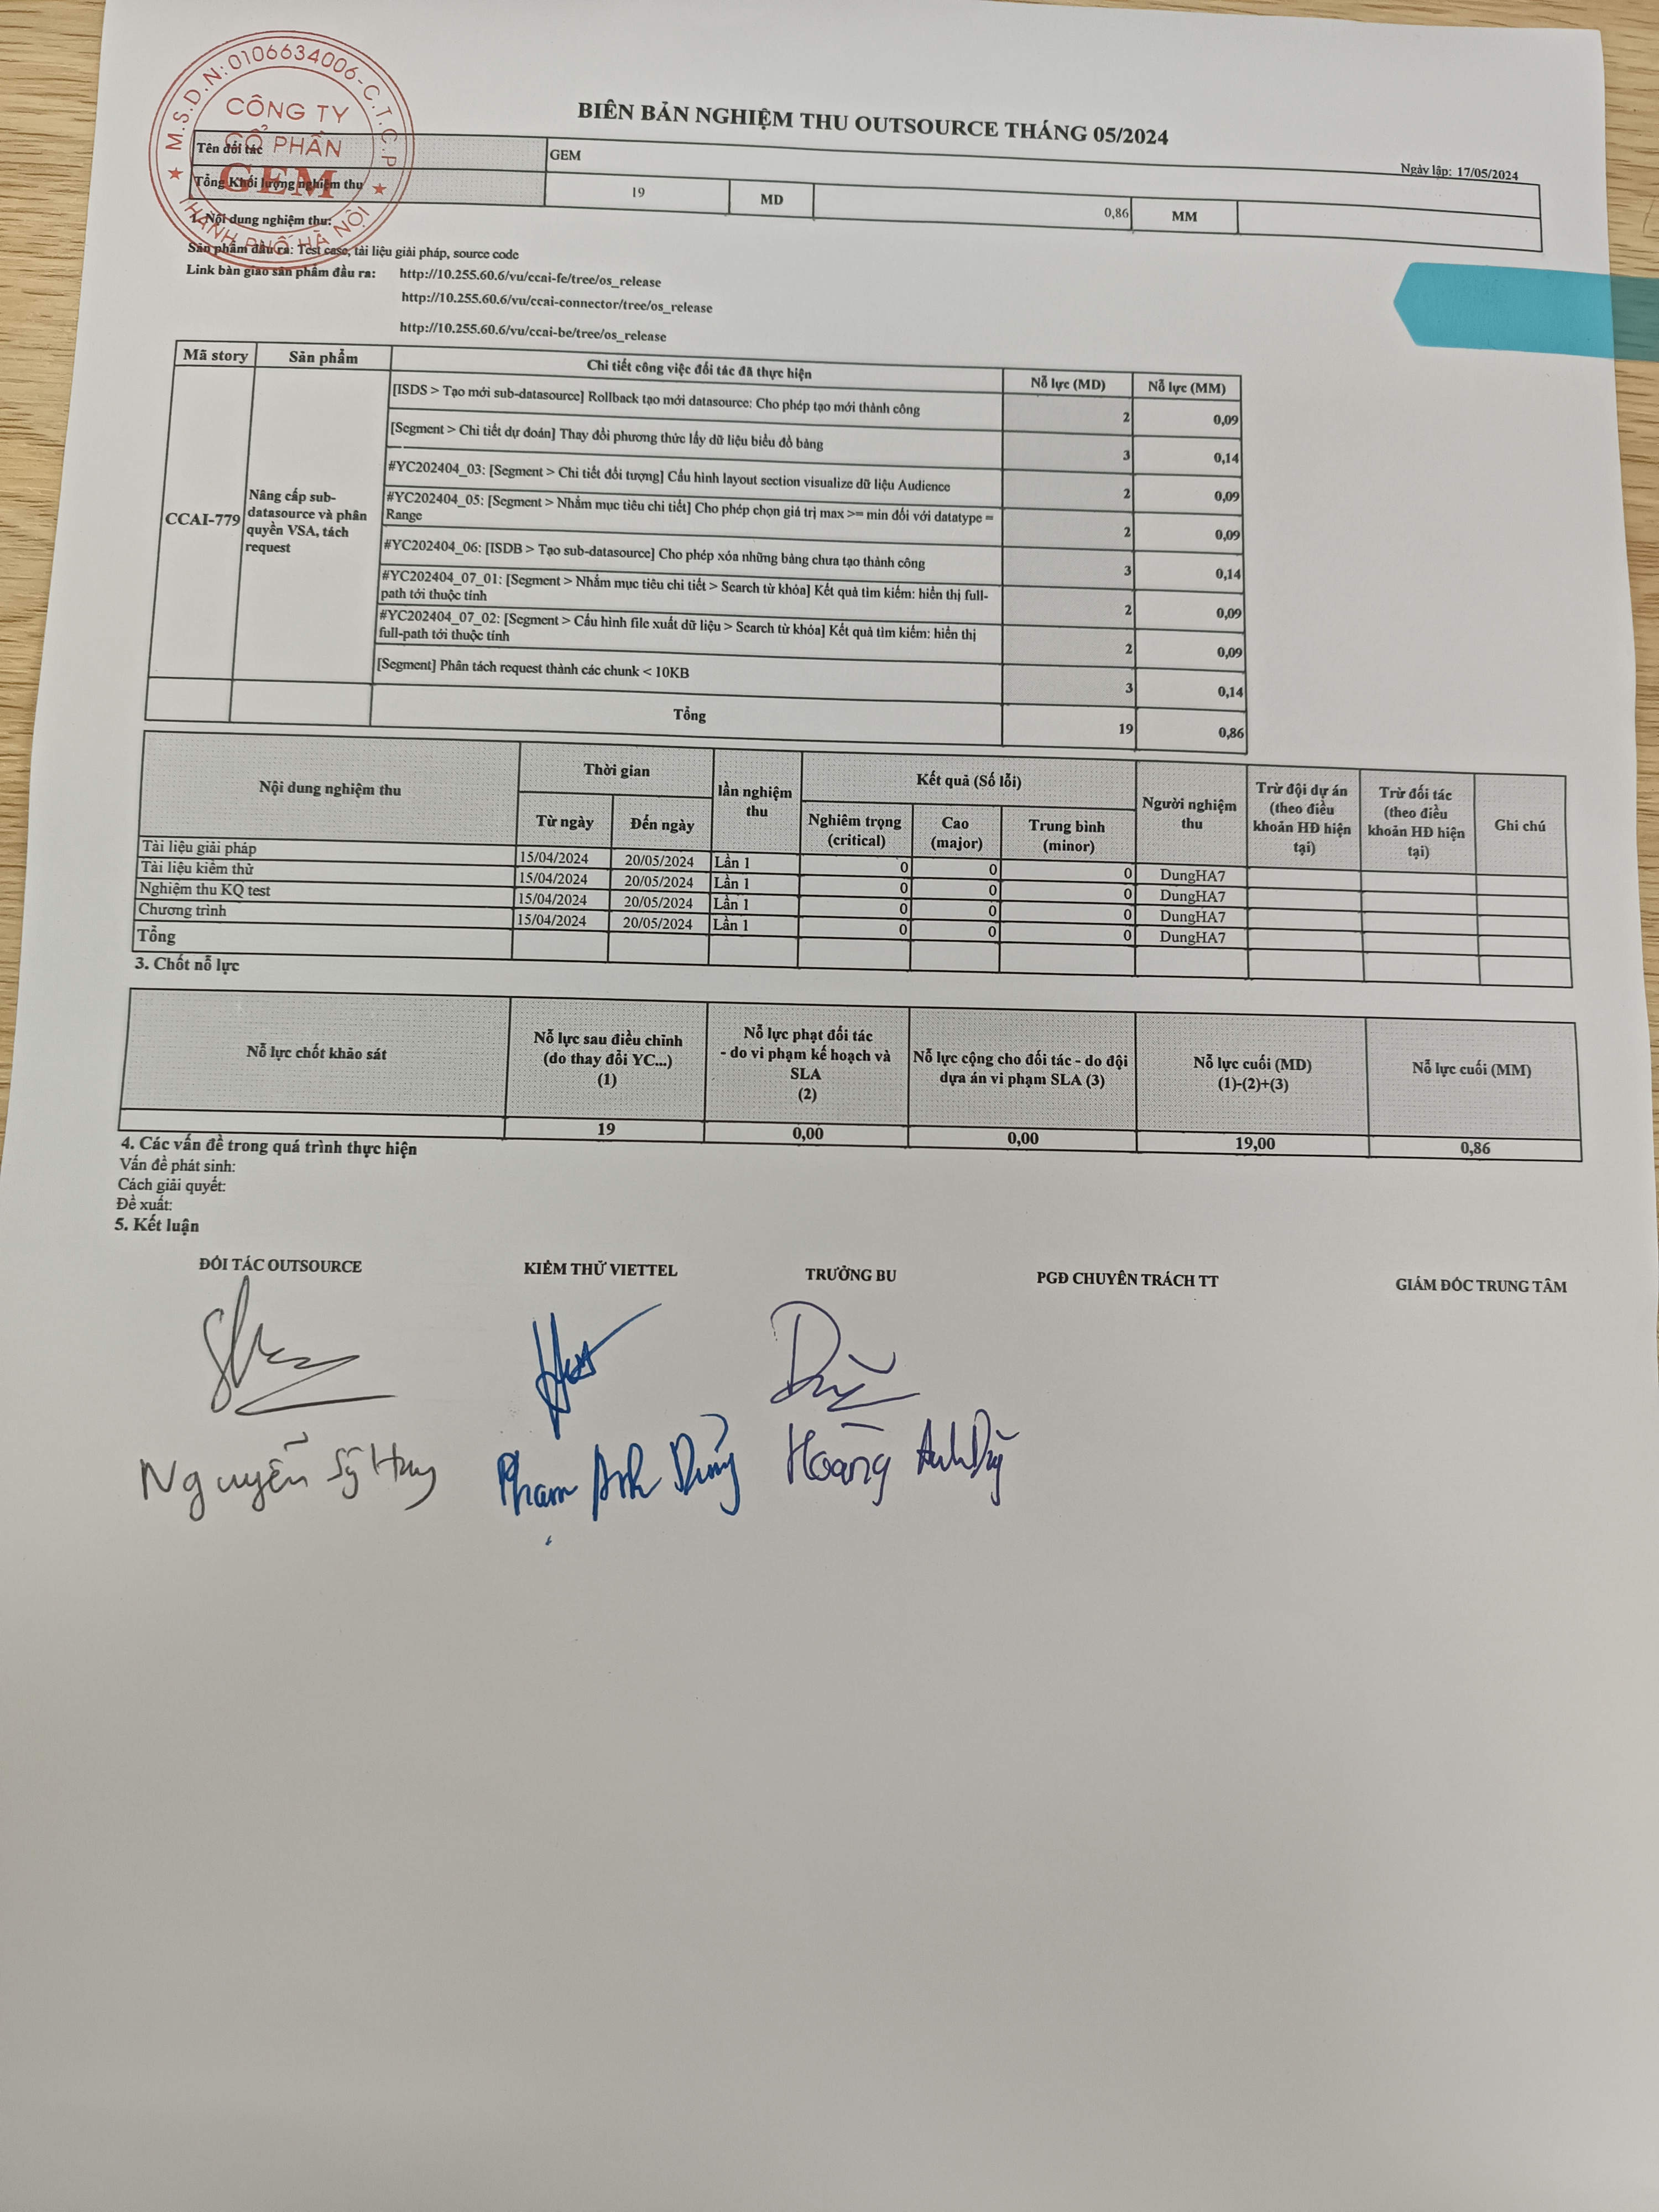 M.S.D.N:0106634006-C.T.C.P
CÔNG TY
CỔ PHẦN
GEM
THÀNH PHỐ HÀ NỘI
BIÊN BẢN NGHIỆM THU OUTSOURCE THÁNG 05/2024
Ngày lập: 17/05/2024
Tên đối tác GEM
Tổng Khối lượng nghiệm thu 19 MD 0,86 MM
1. Nội dung nghiệm thu:
Sản phẩm đầu ra: Test case, tài liệu giải pháp, source code
Link bàn giao sản phẩm đầu ra: http://10.255.60.6/vu/ccai-fe/tree/os_release
http://10.255.60.6/vu/ccai-connector/tree/os_release
http://10.255.60.6/vu/ccai-be/tree/os_release
Mã story Sản phẩm Chi tiết công việc đối tác đã thực hiện Nỗ lực (MD) Nỗ lực (MM)
CCAI-779
Nâng cấp sub-
datasource và phân
quyền VSA, tách
request
[ISDS > Tạo mới sub-datasource] Rollback tạo mới datasource: Cho phép tạo mới thành công 2 0,09
[Segment > Chi tiết dự đoán] Thay đổi phương thức lấy dữ liệu biểu đồ bảng 3 0,14
#YC202404_03: [Segment > Chi tiết đối tượng] Cấu hình layout section visualize dữ liệu Audience 2 0,09
#YC202404_05: [Segment > Nhắm mục tiêu chi tiết] Cho phép chọn giá trị max >= min đối với datatype =
Range 2 0,09
#YC202404_06: [ISDB > Tạo sub-datasource] Cho phép xóa những bảng chưa tạo thành công 3 0,14
#YC202404_07_01: [Segment > Nhắm mục tiêu chi tiết > Search từ khóa] Kết quả tìm kiếm: hiển thị full-
path tới thuộc tính 2 0,09
#YC202404_07_02: [Segment > Cấu hình file xuất dữ liệu > Search từ khóa] Kết quả tìm kiếm: hiển thị
full-path tới thuộc tính 2 0,09
[Segment] Phân tách request thành các chunk < 10KB 3 0,14
Tổng 19 0,86
Nội dung nghiệm thu
Thời gian
Từ ngày Đến ngày
lần nghiệm
thu
Kết quả (Số lỗi)
Nghiêm trọng
(critical)
Cao
(major)
Trung bình
(minor)
Người nghiệm
thu
Trừ đội dự án
(theo điều
khoản HĐ hiện
tại)
Trừ đối tác
(theo điều
khoản HĐ hiện
tại)
Ghi chú
Tài liệu giải pháp 15/04/2024 20/05/2024 Lần 1 0 0 0 DungHA7
Tài liệu kiểm thử 15/04/2024 20/05/2024 Lần 1 0 0 0 DungHA7
Nghiệm thu KQ test 15/04/2024 20/05/2024 Lần 1 0 0 0 DungHA7
Chương trình 15/04/2024 20/05/2024 Lần 1 0 0 0 DungHA7
Tổng
3. Chốt nỗ lực
Nỗ lực chốt khảo sát
Nỗ lực sau điều chỉnh
(do thay đổi YC...)
(1)
Nỗ lực phạt đối tác
- do vi phạm kế hoạch và
SLA
(2)
Nỗ lực cộng cho đối tác - do đội
dựa án vi phạm SLA (3)
Nỗ lực cuối (MD)
(1)-(2)+(3)
Nỗ lực cuối (MM)
19 0,00 0,00 19,00 0,86
4. Các vấn đề trong quá trình thực hiện
Vấn đề phát sinh:
Cách giải quyết:
Đề xuất:
5. Kết luận
ĐỐI TÁC OUTSOURCE KIỂM THỬ VIETTEL TRƯỞNG BU PGĐ CHUYÊN TRÁCH TT GIÁM ĐỐC TRUNG TÂM
Nguyễn Sỹ Huy Phạm Anh Dũng Hoàng Anh